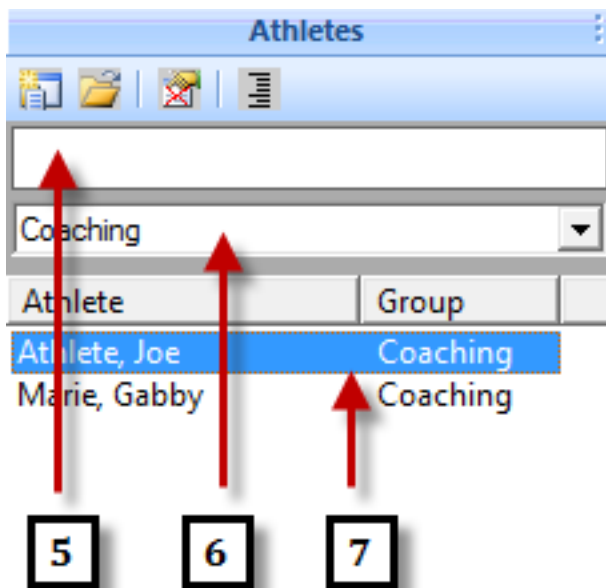 Athletes
Coaching
Athlete Group
Athlete, Joe Coaching
Marie, Gabby Coaching
5 6 7